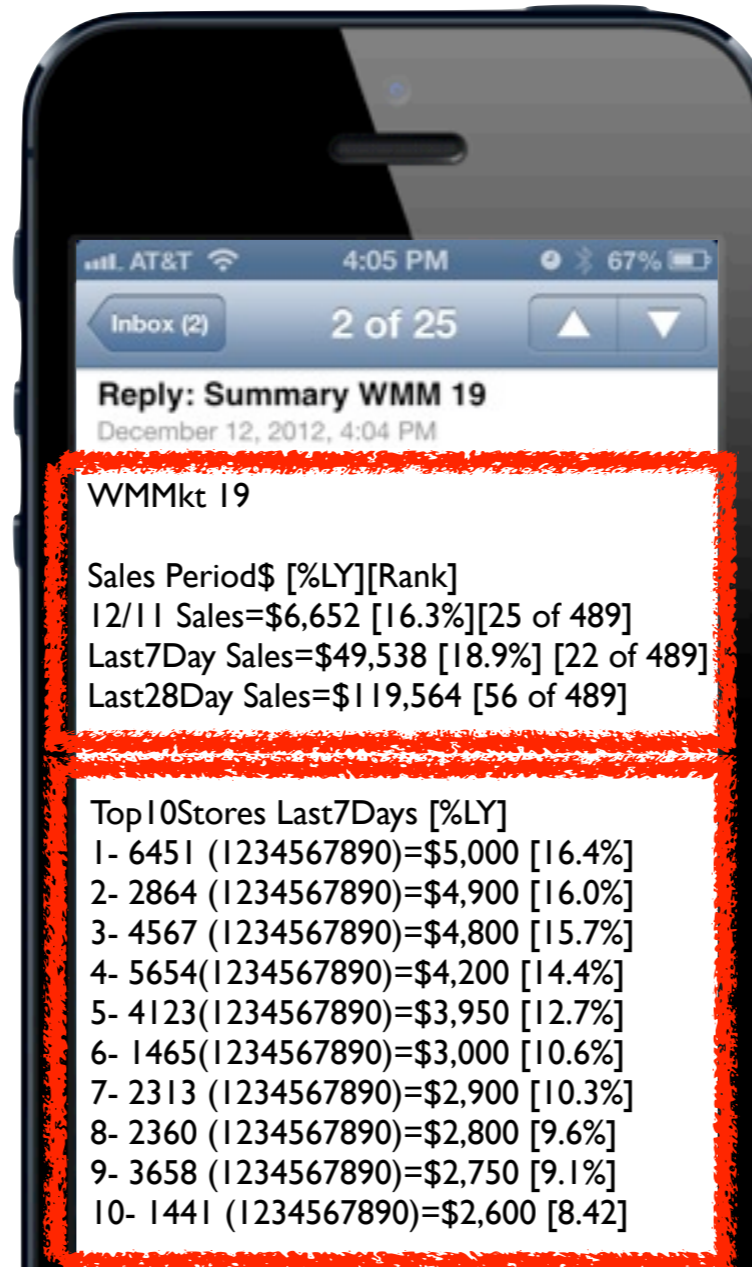 AT&T 4:05 PM 67%
Inbox (2) 2 of 25
Reply: Summary WMM 19
December 12, 2012, 4:04 PM
WMMkt 19
Sales Period$ [%LY][Rank]
12/11 Sales=$6,652 [16.3%][25 of 489]
Last7Day Sales=$49,538 [18.9%] [22 of 489]
Last28Day Sales=$119,564 [56 of 489]
Top10Stores Last7Days [%LY]
1- 6451 (1234567890)=$5,000 [16.4%]
2- 2864 (1234567890)=$4,900 [16.0%]
3- 4567 (1234567890)=$4,800 [15.7%]
4- 5654(1234567890)=$4,200 [14.4%]
5- 4123(1234567890)=$3,950 [12.7%]
6- 1465(1234567890)=$3,000 [10.6%]
7- 2313 (1234567890)=$2,900 [10.3%]
8- 2360 (1234567890)=$2,800 [9.6%]
9- 3658 (1234567890)=$2,750 [9.1%]
10- 1441 (1234567890)=$2,600 [8.42]